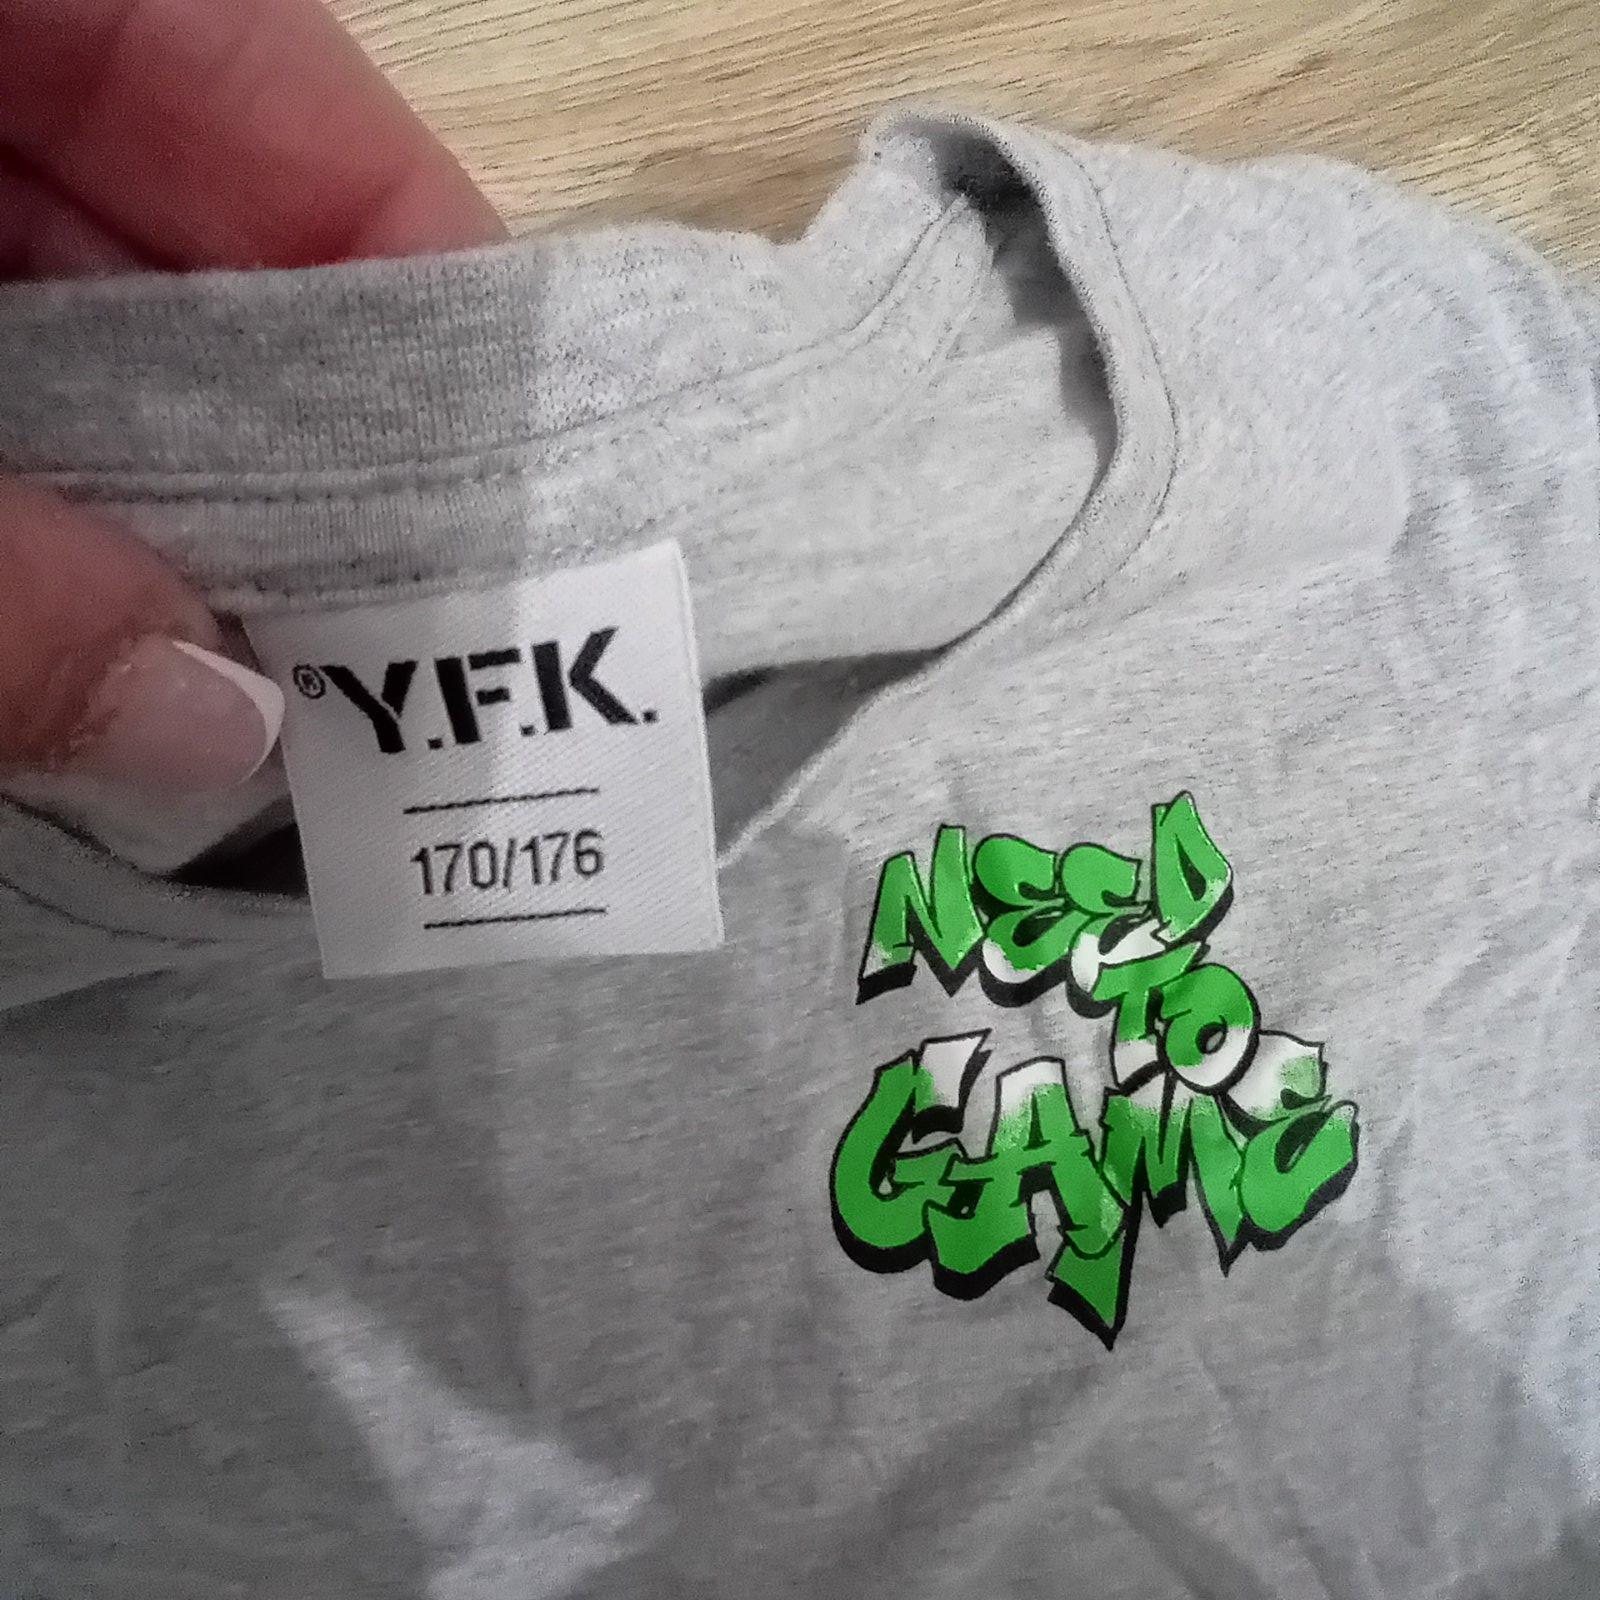 ®Y.F.K.
170/176
NEED
TO
GAME